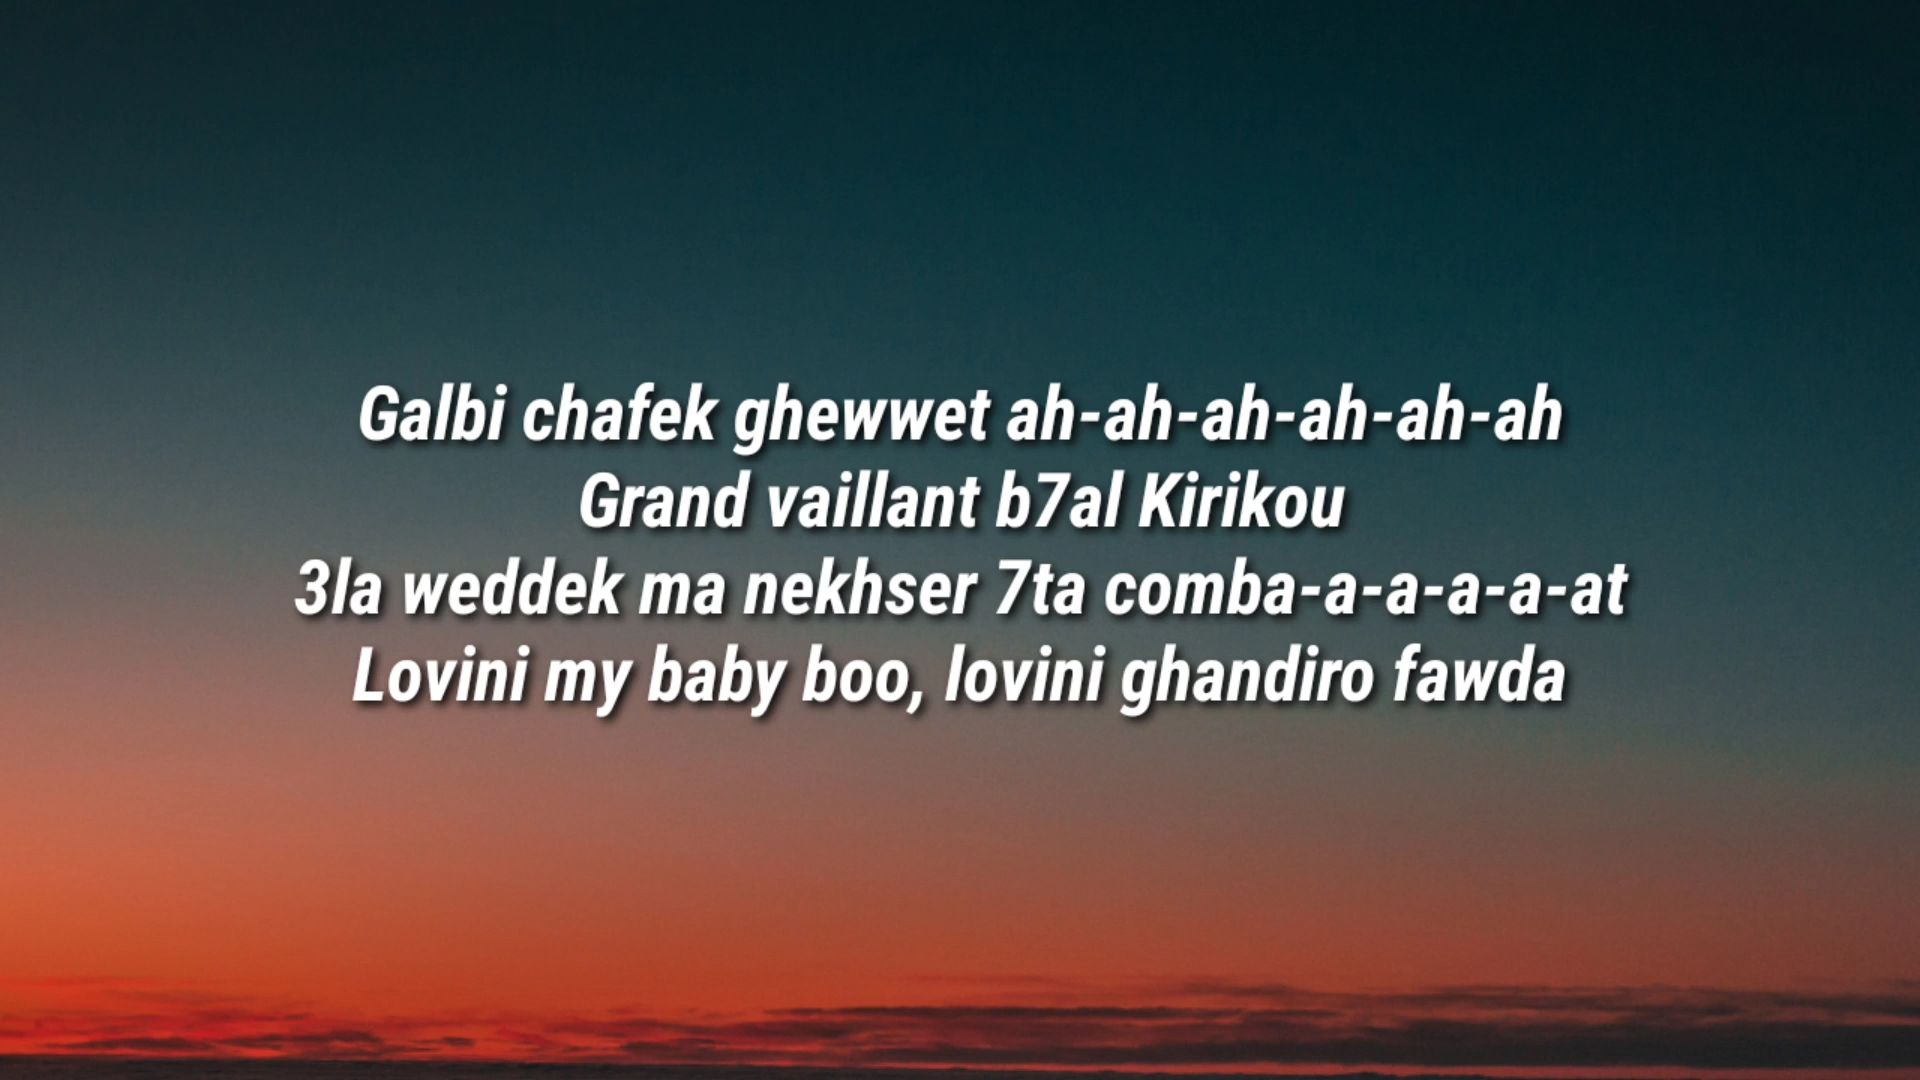 Galbi chafek ghewwet ah-ah-ah-ah-ah-ah
Grand vaillant b7al Kirikou
3la weddek ma nekhser 7ta comba-a-a-a-a-at
Lovini my baby boo, lovini ghandiro fawda